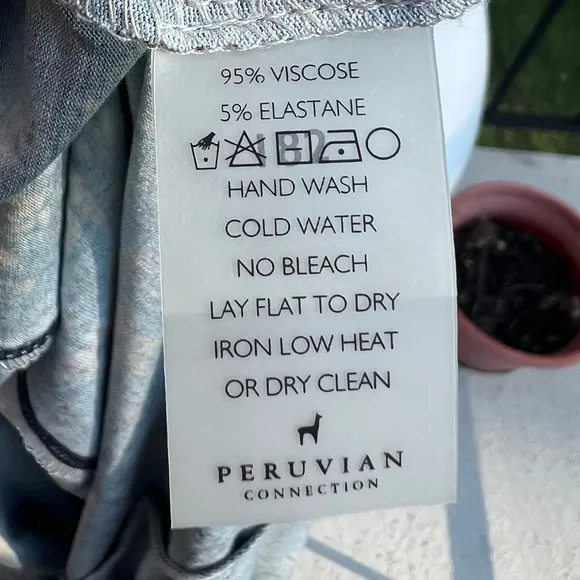 95% VISCOSE
5% ELASTANE
HAND WASH
COLD WATER
NO BLEACH
LAY FLAT TO DRY
IRON LOW HEAT
OR DRY CLEAN
PERUVIAN
CONNECTION